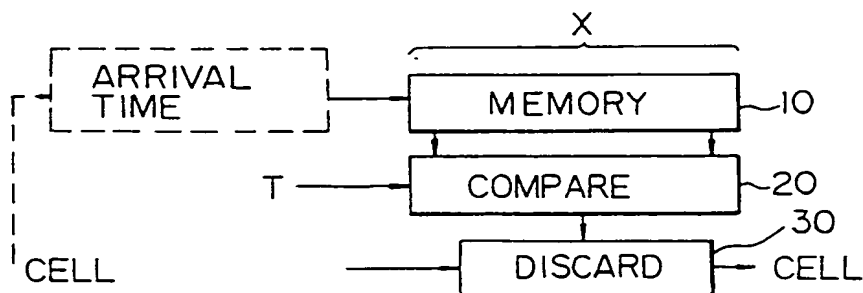 X
ARRIVAL
TIME
MEMORY
10
T
COMPARE
20
30
CELL
DISCARD
CELL